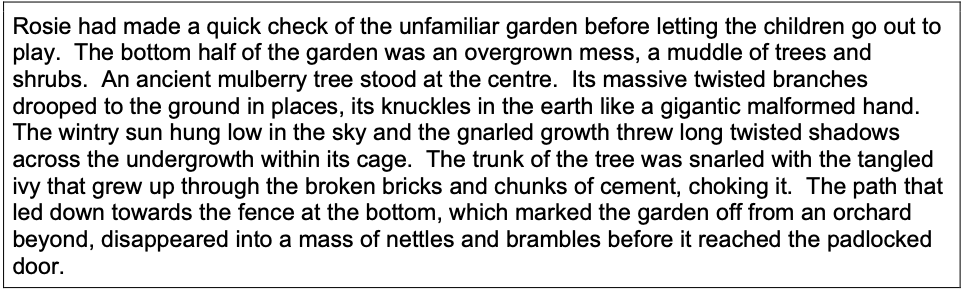 Rosie had made a quick check of the unfamiliar garden before letting the children go out to
play.  The bottom half of the garden was an overgrown mess, a muddle of trees and
shrubs.  An ancient mulberry tree stood at the centre.  Its massive twisted branches
drooped to the ground in places, its knuckles in the earth like a gigantic malformed hand.
The wintry sun hung low in the sky and the gnarled growth threw long twisted shadows
across the undergrowth within its cage.  The trunk of the tree was snarled with the tangled
ivy that grew up through the broken bricks and chunks of cement, choking it.  The path that
led down towards the fence at the bottom, which marked the garden off from an orchard
beyond, disappeared into a mass of nettles and brambles before it reached the padlocked
door.